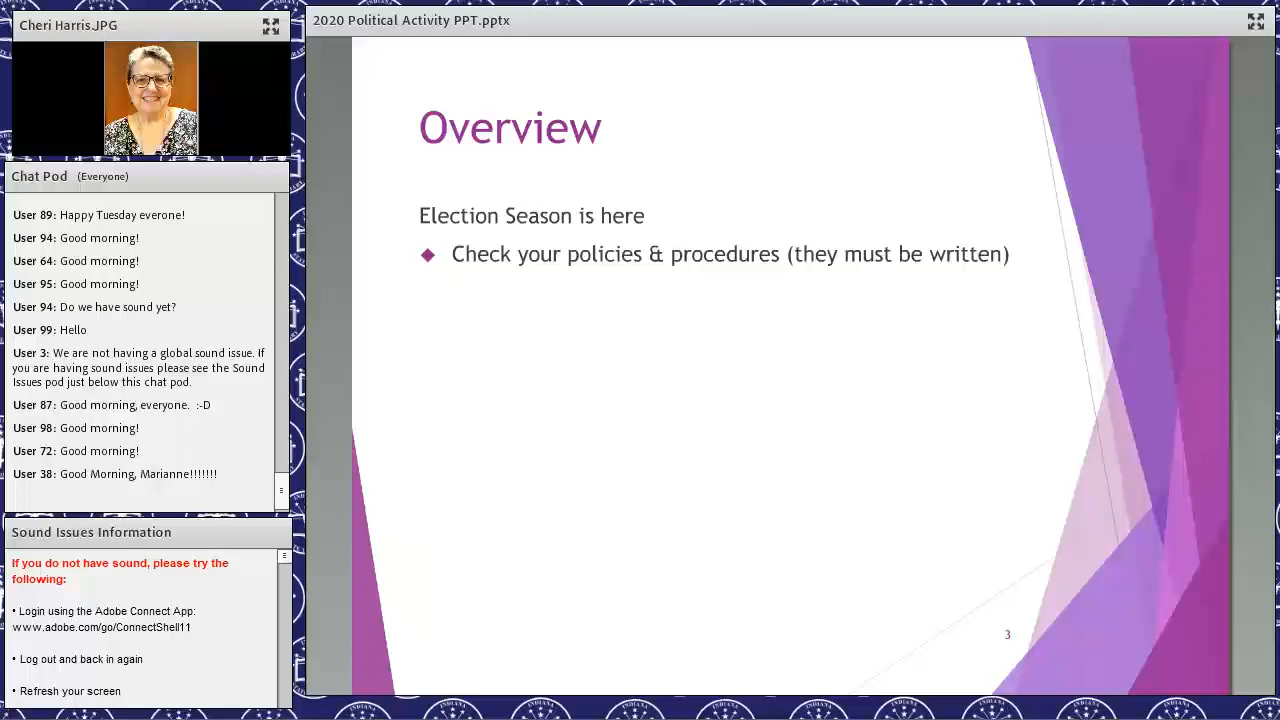 Cheri Harris.JPG
Chat Pod (Everyone)
User 89: Happy Tuesday everone!
User 94: Good morning!
User 64: Good morning!
User 95: Good morning!
User 94: Do we have sound yet?
User 99: Hello
User 3: We are not having a global sound issue. If
you are having sound issues please see the Sound
Issues pod just below this chat pod.
User 87: Good morning, everyone. :-D
User 98: Good morning!
User 72: Good morning!
User 38: Good Morning, Marianne!!!!!!!
Sound Issues Information
If you do not have sound, please try the
following:
• Login using the Adobe Connect App:
www.adobe.com/go/ConnectShell11
• Log out and back in again
• Refresh your screen
2020 Political Activity PPT.pptx
Overview
Election Season is here
Check your policies & procedures (they must be written)
3
INDIANA